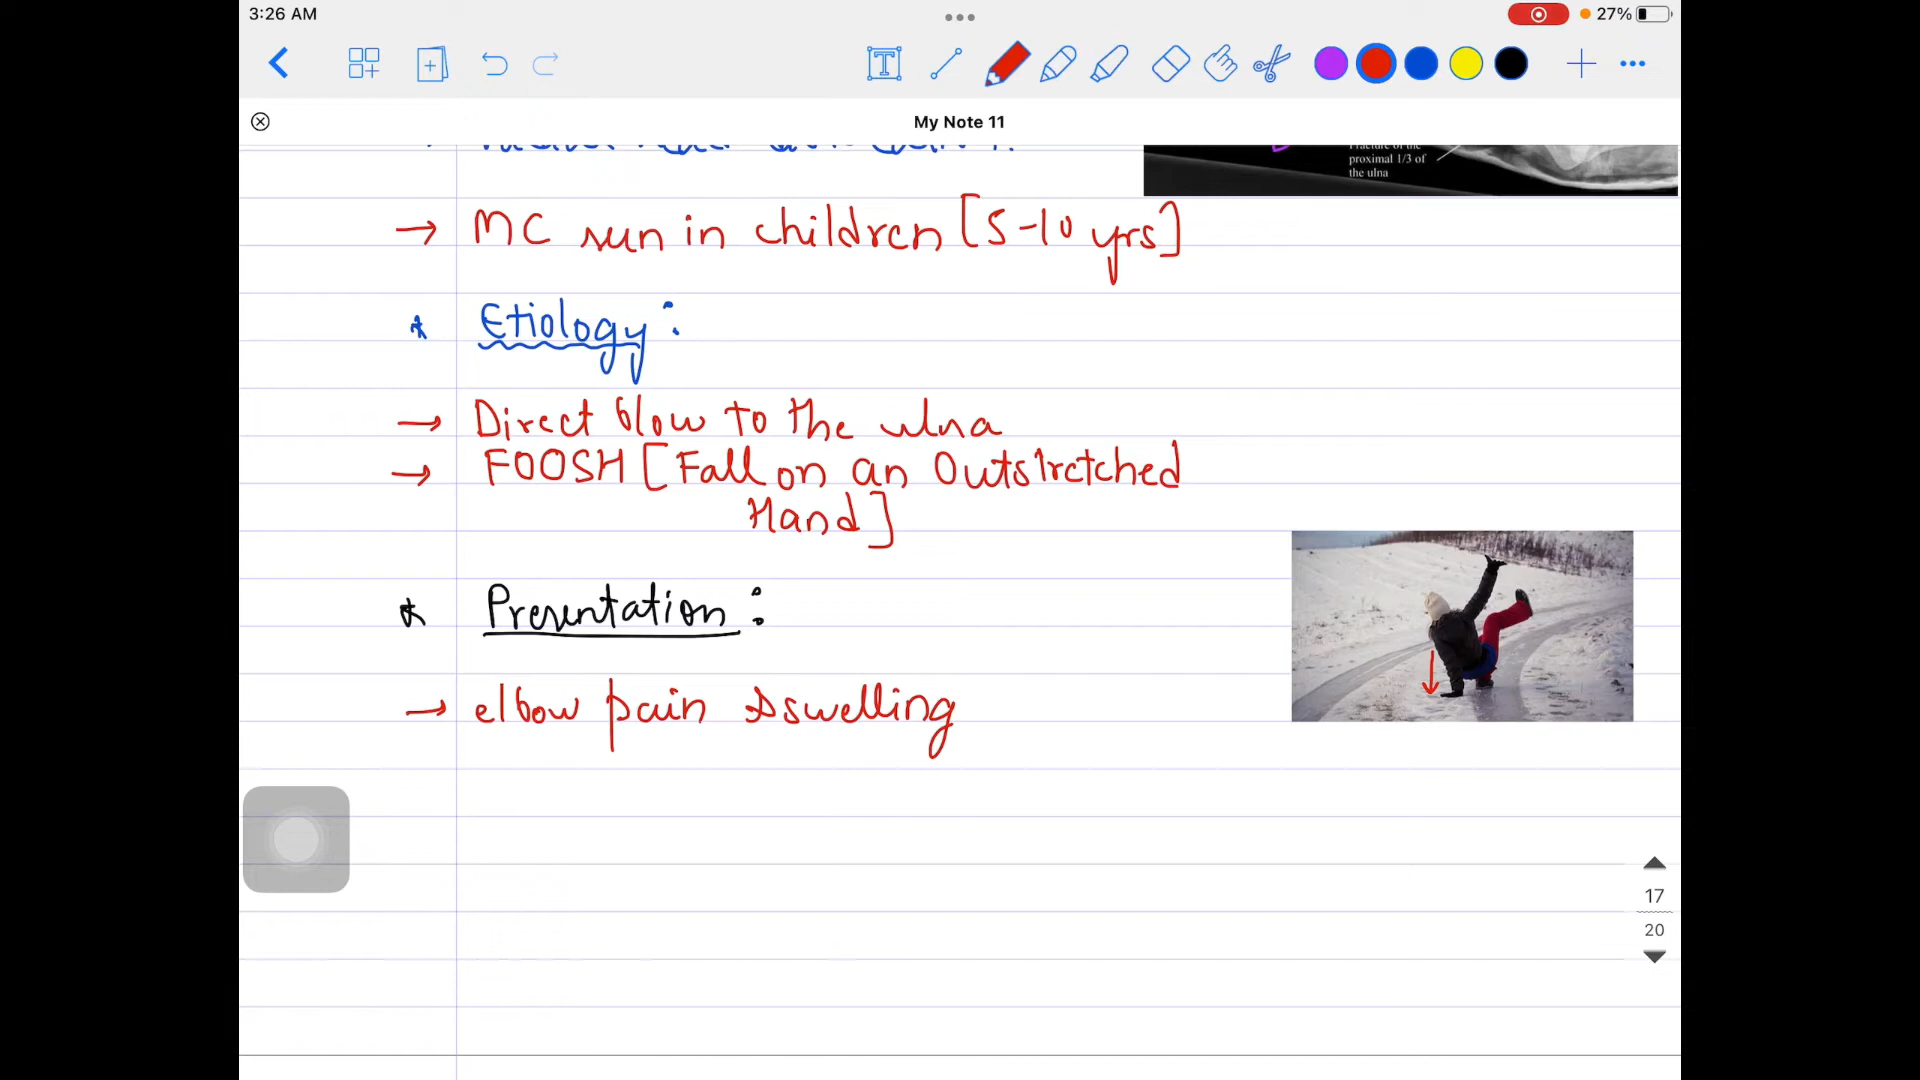 3:26 AM
27%
My Note 11
proximal 1/3 of
the ulna
→ MC seen in children [5-10 yrs]
* Etiology:
→ Direct blow to the ulna
→ FOOSH [Fall on an Outstretched
Hand]
* Presentation:
→ elbow pain & swelling
17
20